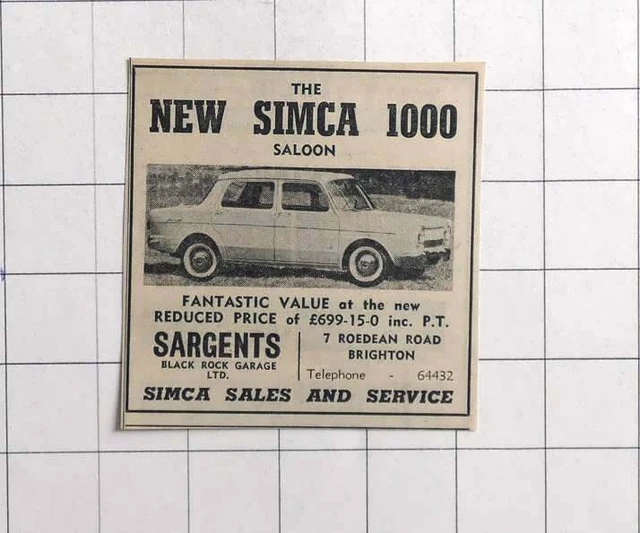 THE
NEW SIMCA 1000
SALOON
FANTASTIC VALUE at the new
REDUCED PRICE of £699-15-0 inc. P.T.
SARGENTS
BLACK ROCK GARAGE
LTD.
7 ROEDEAN ROAD
BRIGHTON
Telephone - 64432
SIMCA SALES AND SERVICE